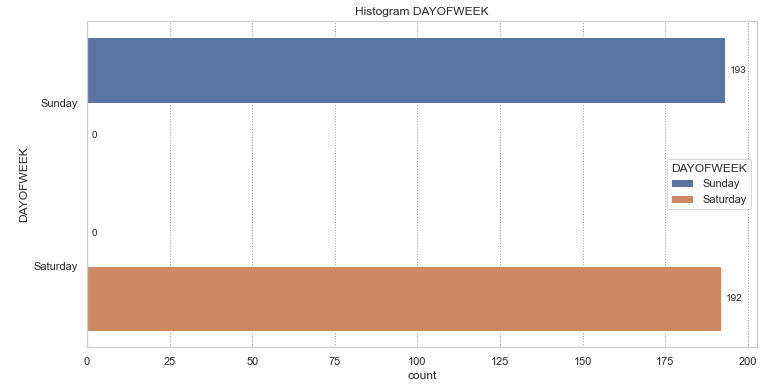 Histogram DAYOFWEEK
193
Sunday
0
DAYOFWEEK
DAYOFWEEK
Sunday
Saturday
0
Saturday
192
0 25 50 75 100 125 150 175 200
count